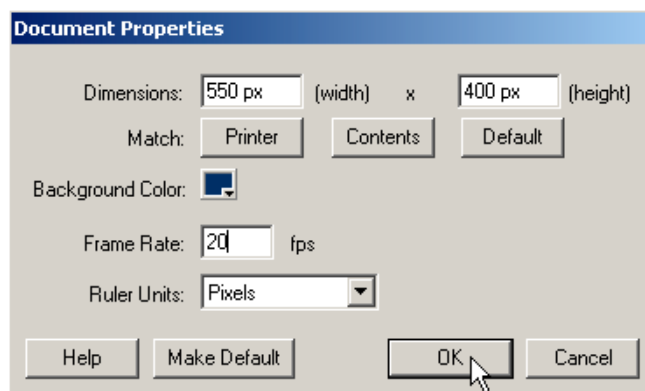 Document Properties
Dimensions: 550 px (width) x 400 px (height)
Match: Printer Contents Default
Background Color:
Frame Rate: 20 fps
Ruler Units: Pixels
Help Make Default OK Cancel